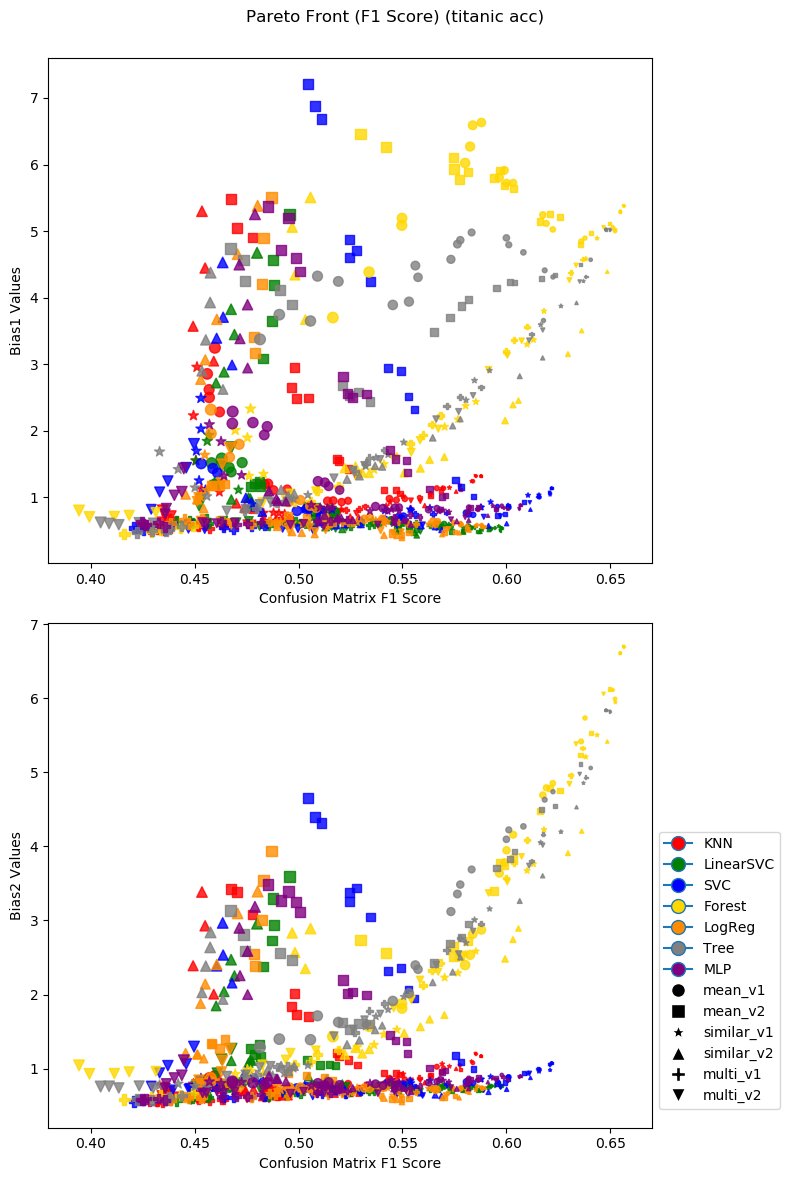 Pareto Front (F1 Score) (titanic acc)
7
6
5
4
3
2
1
Bias1 Values
0.40 0.45 0.50 0.55 0.60 0.65
Confusion Matrix F1 Score
7
6
5
4
3
2
1
Bias2 Values
0.40 0.45 0.50 0.55 0.60 0.65
Confusion Matrix F1 Score
KNN
LinearSVC
SVC
Forest
LogReg
Tree
MLP
mean_v1
mean_v2
similar_v1
similar_v2
multi_v1
multi_v2